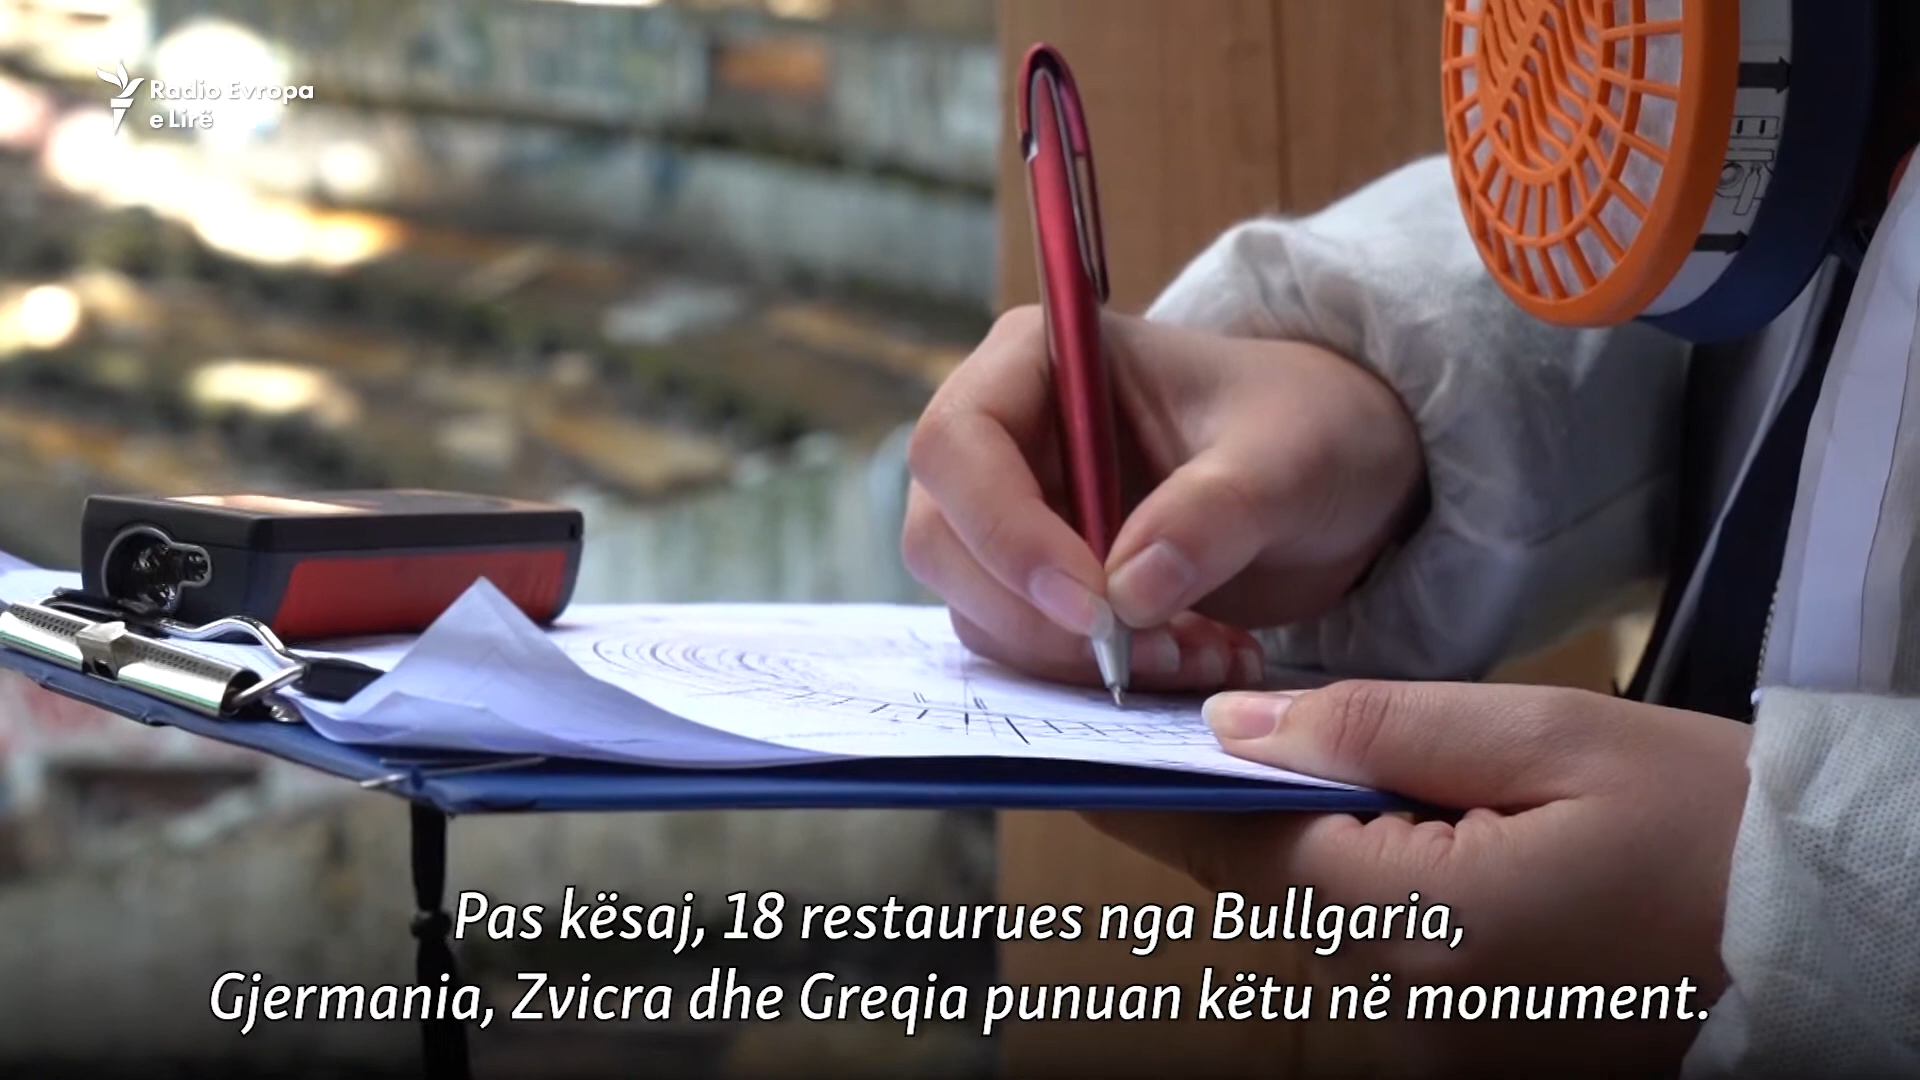 Radio Evropa
e Lirë
Pas kësaj, 18 restaurues nga Bullgaria,
Gjermania, Zvicra dhe Greqia punuan këtu në monument.